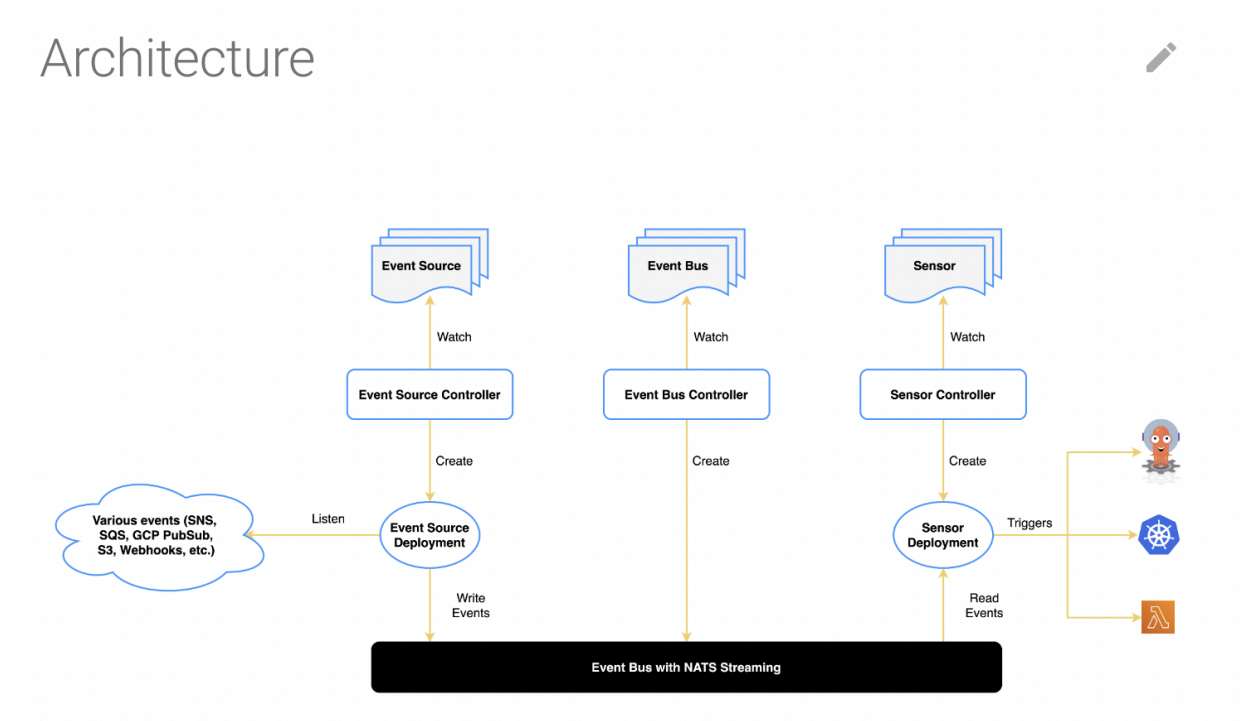 Architecture
Event Source
Event Bus
Sensor
Watch
Watch
Watch
Event Source Controller
Event Bus Controller
Sensor Controller
Create
Create
Create
Various events (SNS,
SQS, GCP PubSub,
S3, Webhooks, etc.)
Listen
Event Source
Deployment
Sensor
Deployment
Triggers
Write
Events
Read
Events
Event Bus with NATS Streaming